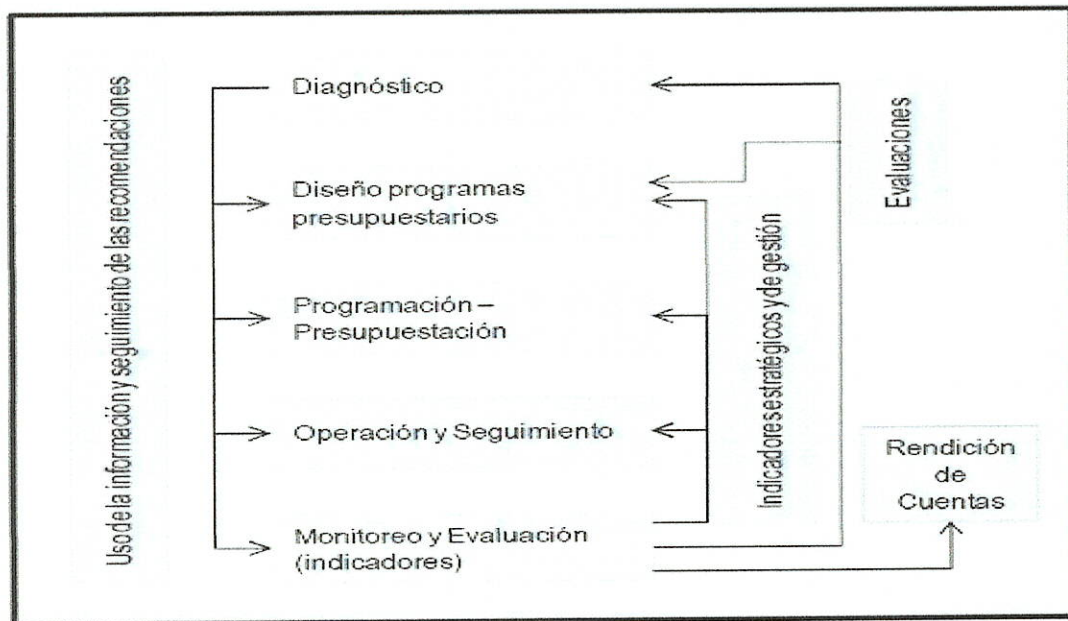 Uso de la información y seguimiento de las recomendaciones
Diagnóstico
Diseño programas
presupuestarios
Programación –
Presupuestación
Operación y Seguimiento
Monitoreo y Evaluación
(indicadores)
Indicadores estratégicos y de gestión
Evaluaciones
Rendición
de
Cuentas